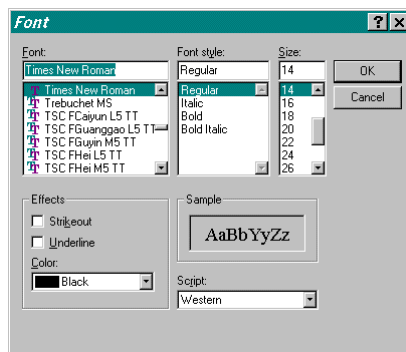 Font
Font: Font style: Size:
Times New Roman Regular 14 OK
Times New Roman Regular 14 Cancel
Trebuchet MS Italic 16
TSC FCaiyun L5 TT Bold 18
TSC FGuanggao L5 TT Bold Italic 20
TSC FGuyin M5 TT 22
TSC FHei L5 TT 24
TSC FHei M5 TT 26
Effects Sample
Strikeout
Underline AaBbYyZz
Color:
Black Script:
Western